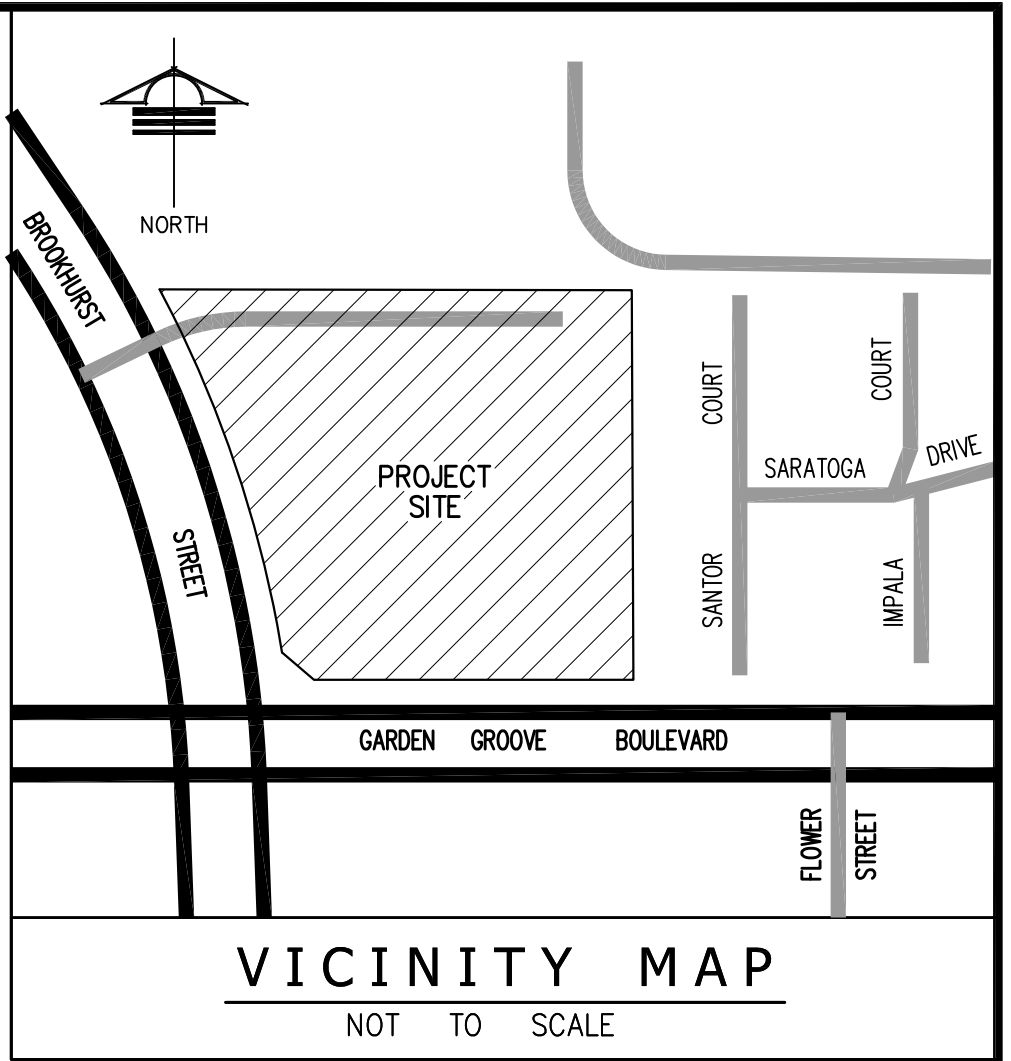 NORTH
BROOKHURST
STREET
PROJECT
SITE
COURT
COURT
SARATOGA
DRIVE
SANTOR
IMPALA
GARDEN GROOVE BOULEVARD
FLOWER
STREET
VICINITY MAP
NOT TO SCALE